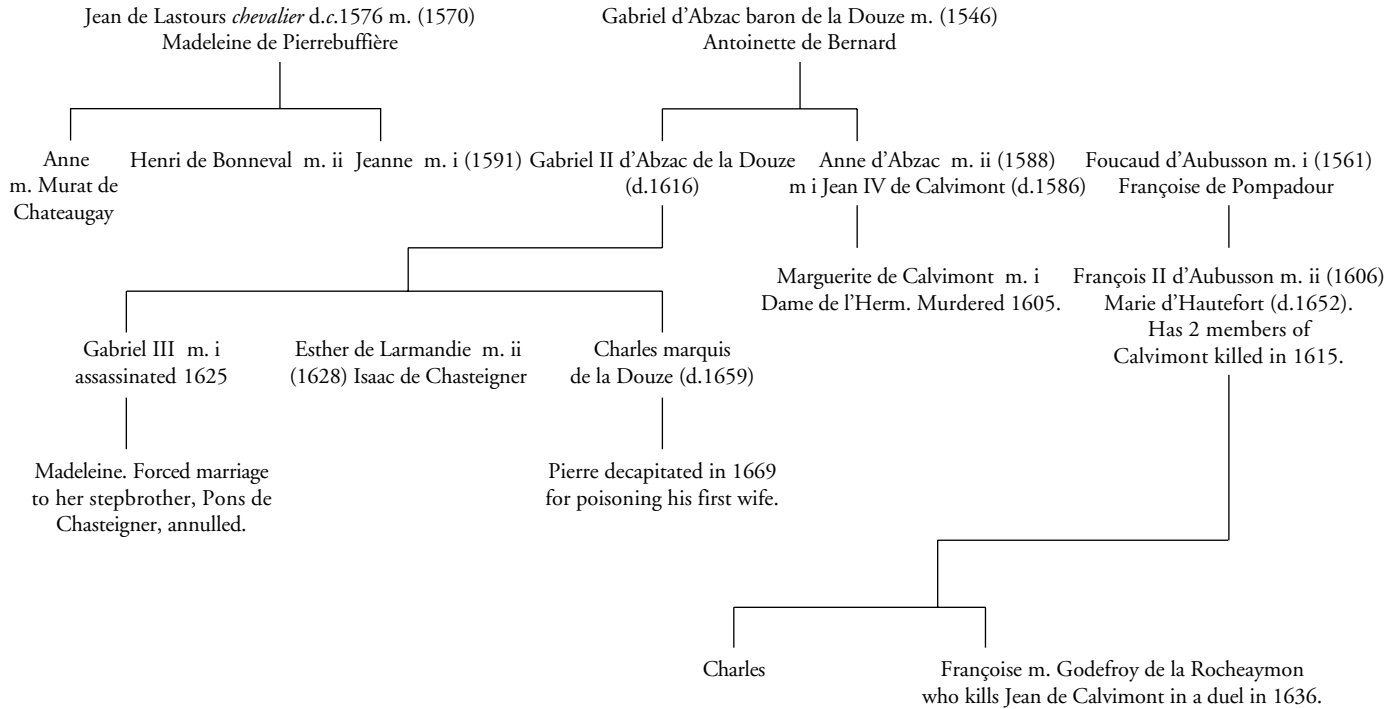 Jean de Lastours chevalier d.c.1576 m. (1570)
Madeleine de Pierrebuffière
Gabriel d’Abzac baron de la Douze m. (1546)
Antoinette de Bernard
Anne
m. Murat de
Chateaugay
Henri de Bonneval m. ii Jeanne m. i (1591) Gabriel II d’Abzac de la Douze
(d.1616)
Anne d’Abzac m. ii (1588)
m i Jean IV de Calvimont (d.1586)
Foucaud d’Aubusson m. i (1561)
Françoise de Pompadour
Marguerite de Calvimont m. i
Dame de l’Herm. Murdered 1605.
François II d’Aubusson m. ii (1606)
Marie d’Hautefort (d.1652).
Has 2 members of
Calvimont killed in 1615.
Gabriel III m. i
assassinated 1625
Esther de Larmandie m. ii
(1628) Isaac de Chasteigner
Charles marquis
de la Douze (d.1659)
Madeleine. Forced marriage
to her stepbrother, Pons de
Chasteigner, annulled.
Pierre decapitated in 1669
for poisoning his first wife.
Charles
Françoise m. Godefroy de la Rocheaymon
who kills Jean de Calvimont in a duel in 1636.